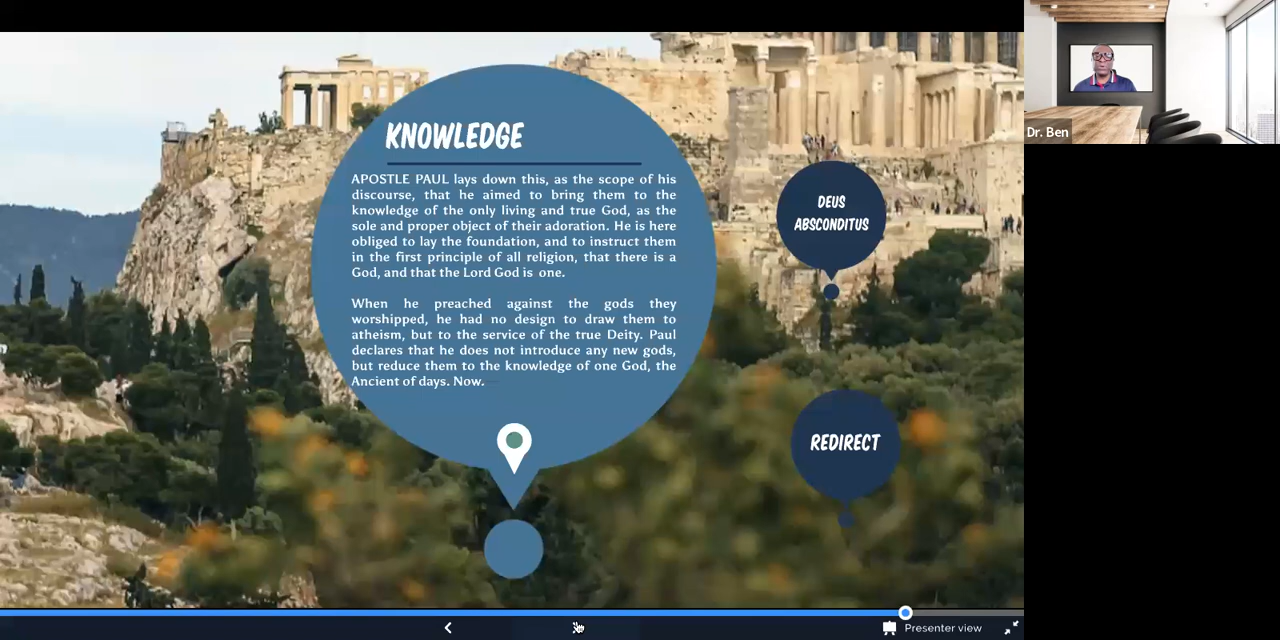 KNOWLEDGE
APOSTLE PAUL lays down this, as the scope of his
discourse, that he aimed to bring them to the
knowledge of the only living and true God, as the
sole and proper object of their adoration. He is here
obliged to lay the foundation, and to instruct them
in the first principle of all religion, that there is a
God, and that the Lord God is one.
When he preached against the gods they
worshipped, he had no design to draw them to
atheism, but to the service of the true Deity. Paul
declares that he does not introduce any new gods,
but reduce them to the knowledge of one God, the
Ancient of days. Now.
DEUS
ABSCONDITUS
REDIRECT
Dr. Ben
Presenter view